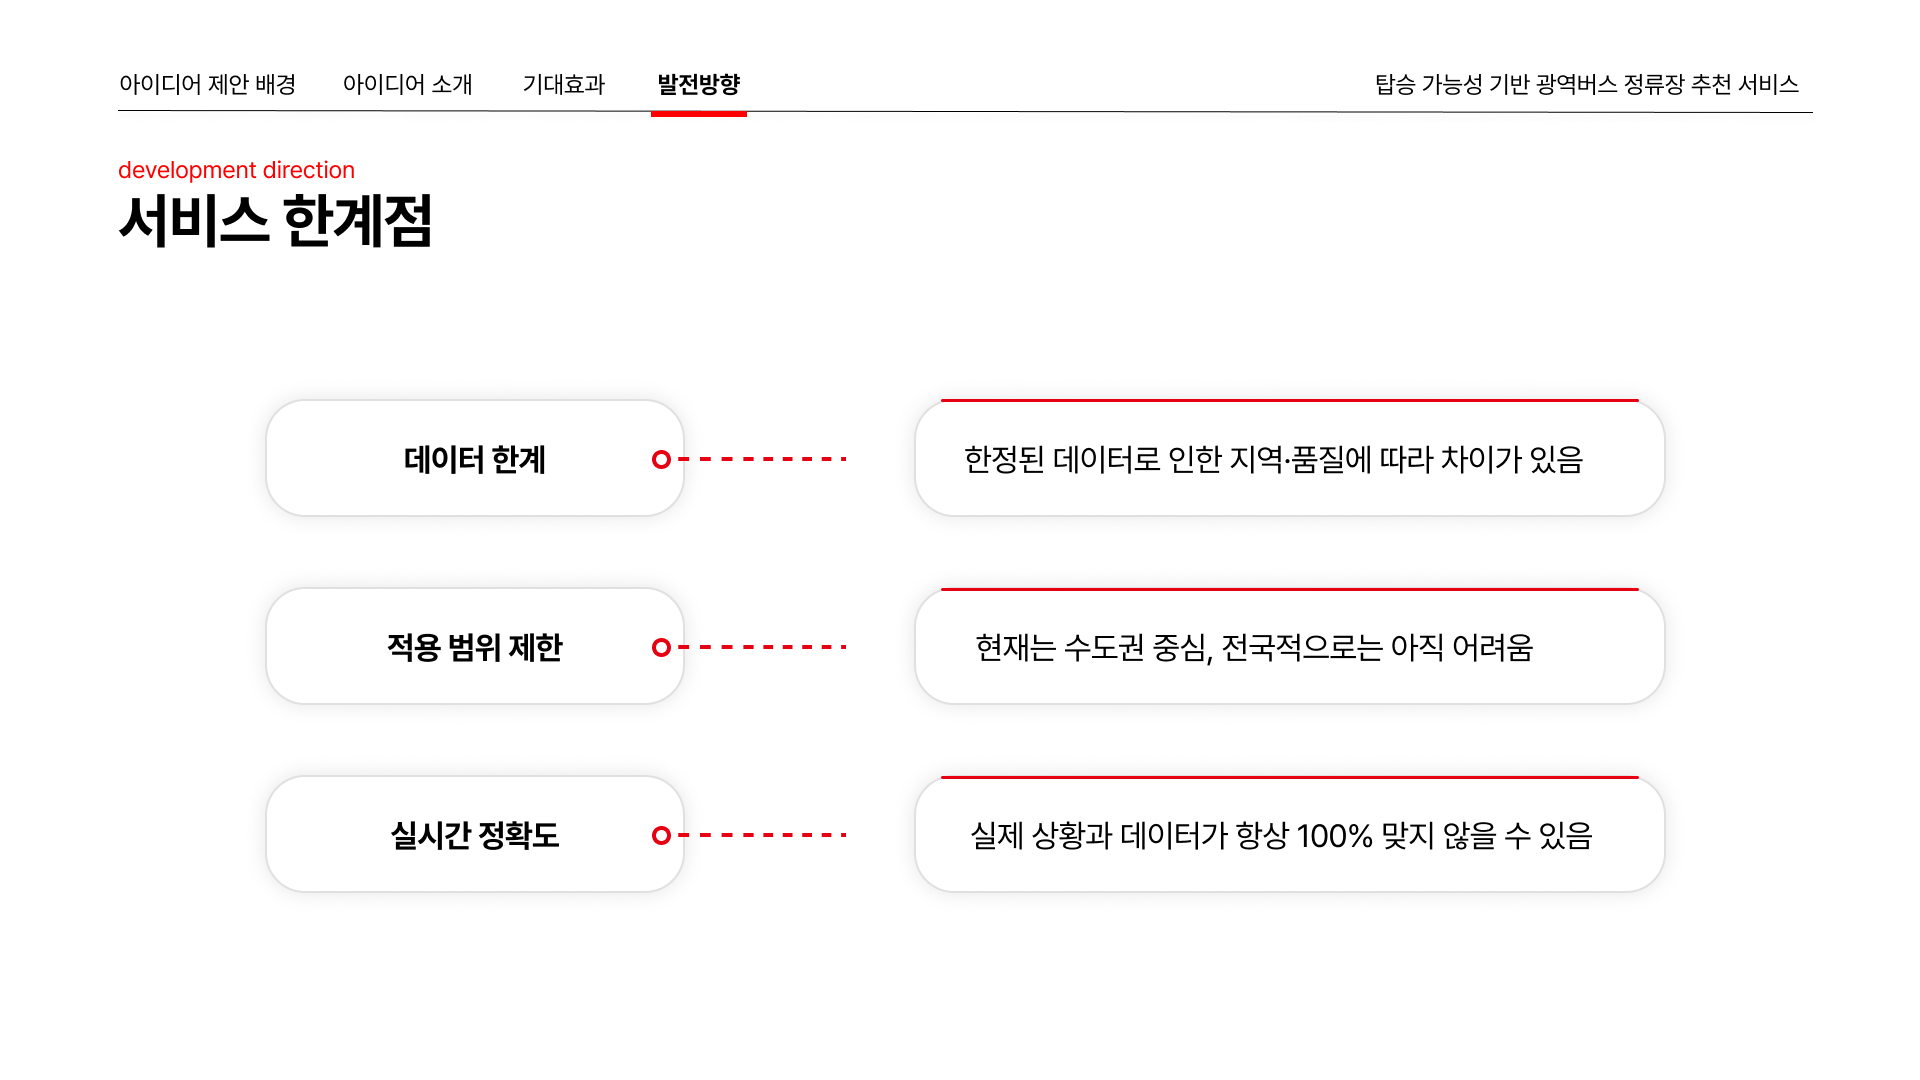 아이디어 제안 배경 아이디어 소개 기대효과 발전방향 탑승 가능성 기반 광역버스 정류장 추천 서비스
development direction
서비스 한계점
데이터 한계 한정된 데이터로 인한 지역·품질에 따라 차이가 있음
적용 범위 제한 현재는 수도권 중심, 전국적으로는 아직 어려움
실시간 정확도 실제 상황과 데이터가 항상 100% 맞지 않을 수 있음